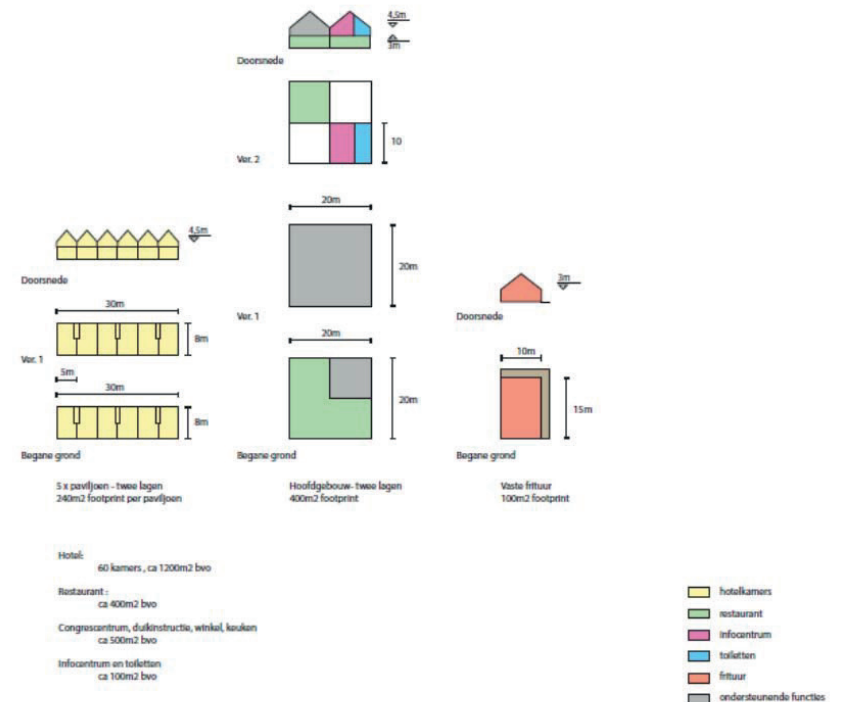 4,5m
3m
Doorsnede
10
Ver. 2
20m
20m
Ver. 1
20m
20m
Begane grond
Hoofdgebouw- twee lagen
400m2 footprint
4,5m
Doorsnede
30m
8m
Ver. 1
5m
30m
8m
Begane grond
5 x paviljoen - twee lagen
240m2 footprint per paviljoen
3m
Doorsnede
10m
15m
Begane grond
Vaste frituur
100m2 footprint
Hotel:
60 kamers , ca 1200m2 bvo
Restaurant :
ca 400m2 bvo
Congrescentrum, duikinstructie, winkel, keuken
ca 500m2 bvo
Infocentrum en toiletten
ca 100m2 bvo
hotelkamers
restaurant
infocentrum
toiletten
frituur
ondersteunende functies